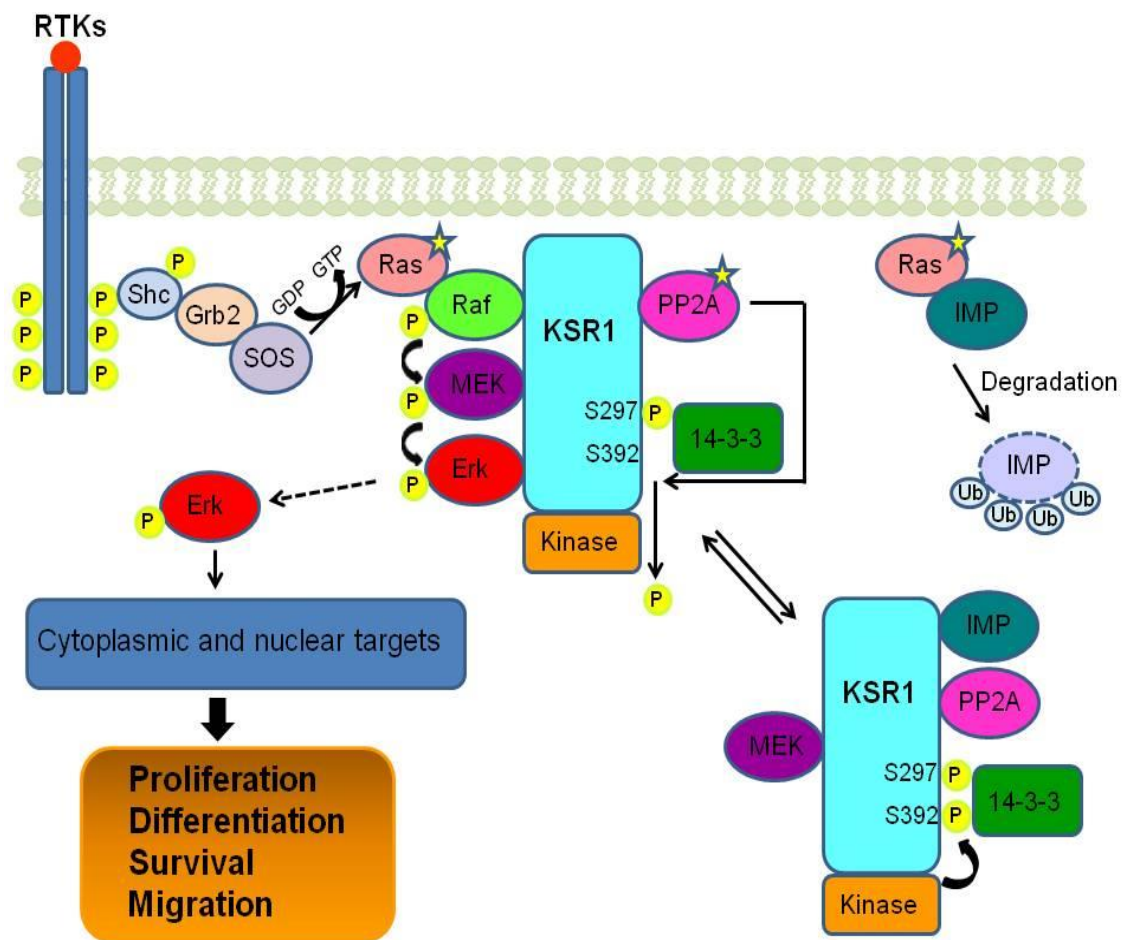 RTKs
P
P
P
P
P
P
Shc
P
Grb2
SOS
GDP
GTP
Ras
Raf
P
MEK
P
Erk
P
KSR1
S297
P
S392
14-3-3
Kinase
PP2A
P
Ras
IMP
Degradation
IMP
Ub
Ub
Ub
Ub
P
Erk
Cytoplasmic and nuclear targets
Proliferation
Differentiation
Survival
Migration
KSR1
IMP
PP2A
MEK
S297
P
S392
P
14-3-3
Kinase